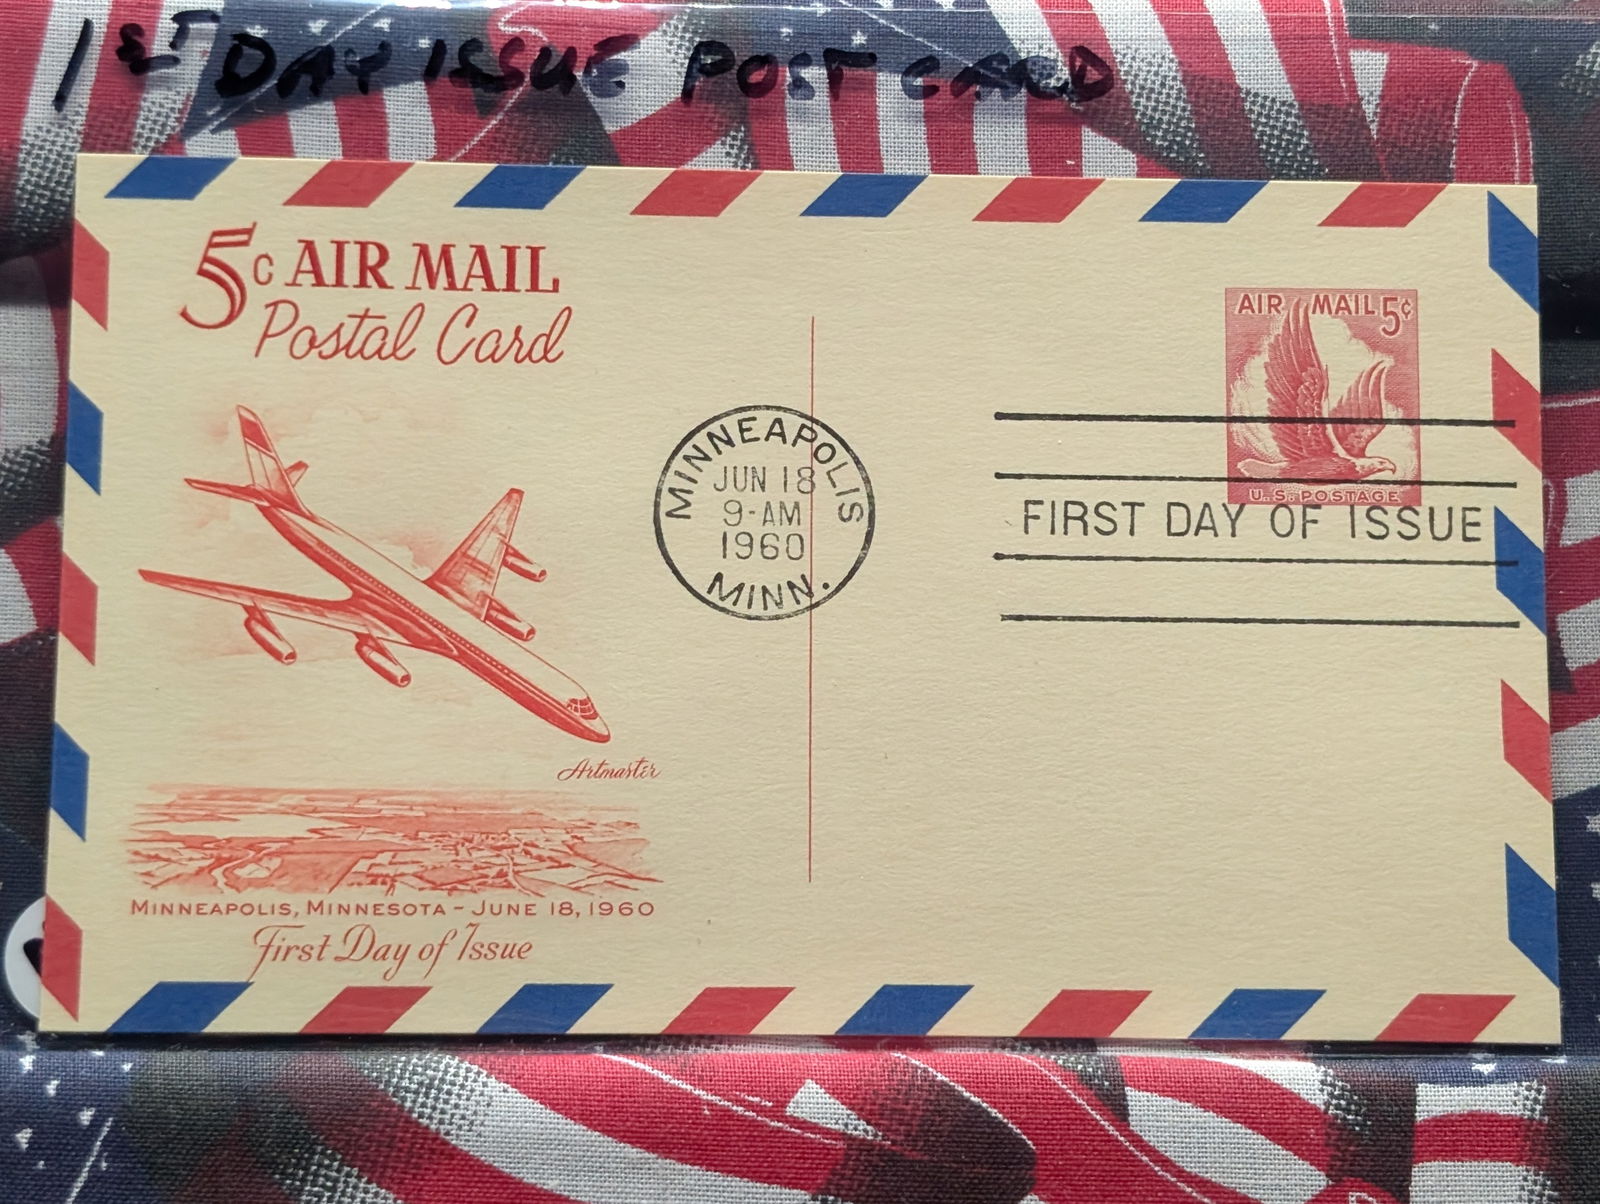 1ST DAY ISSUE POST CARD
5c AIR MAIL
Postal Card
AIR MAIL 5¢
U.S. POSTAGE
MINNEAPOLIS
JUN 18
9-AM
1960
MINN.
FIRST DAY OF ISSUE
Artmaster
MINNEAPOLIS, MINNESOTA - JUNE 18, 1960
First Day of Issue